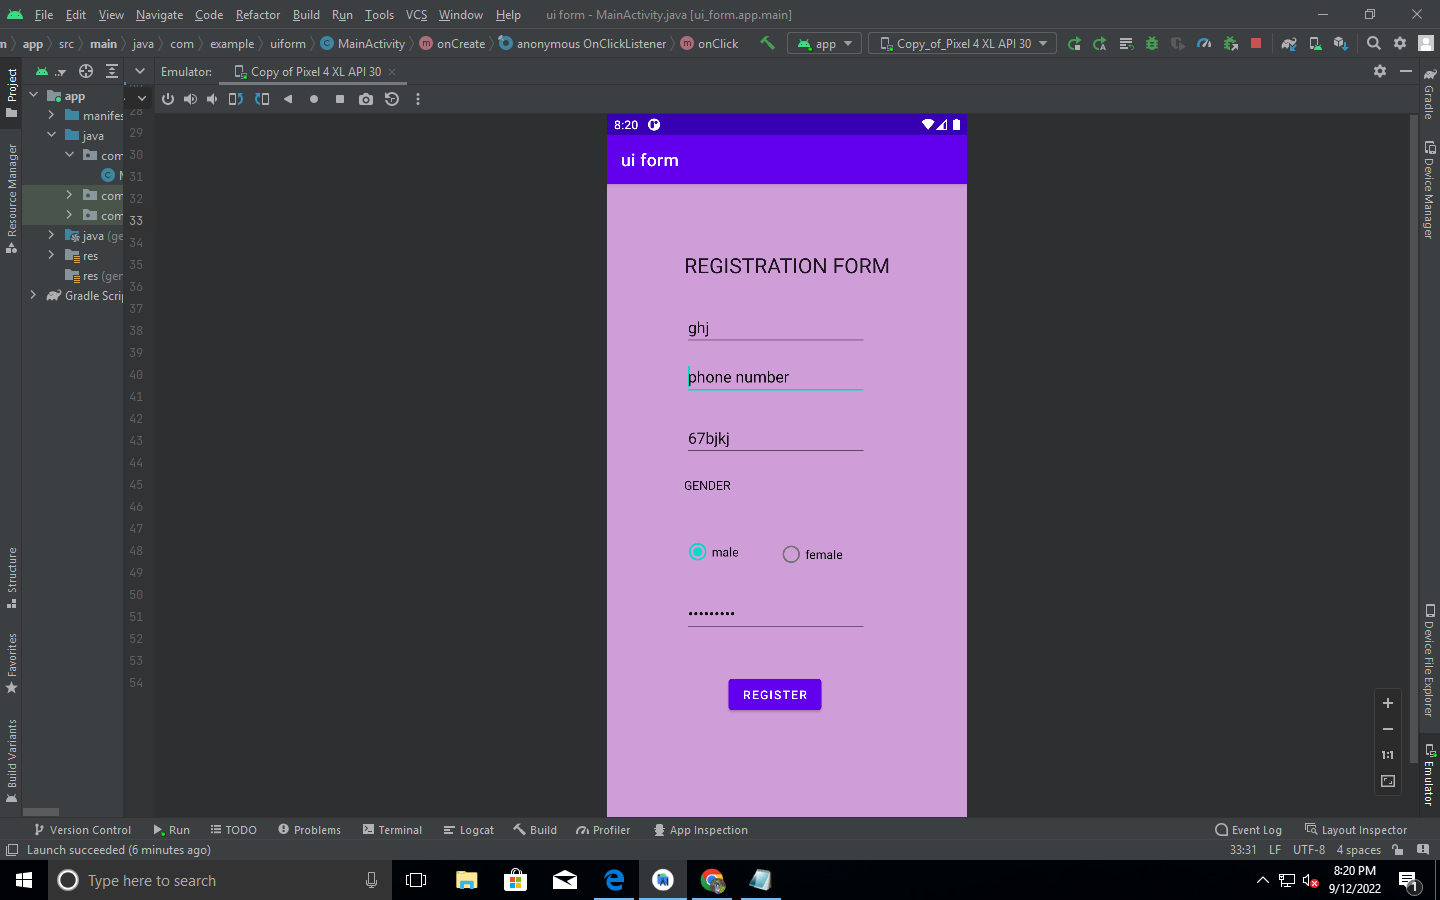 File Edit View Navigate Code Refactor Build Run Tools VCS Window Help ui form - MainActivity.java [ui_form.app.main]
app src main java com example uiform MainActivity onCreate anonymous OnClickListener onClick app Copy_of_Pixel 4 XL API 30
Emulator: Copy of Pixel 4 XL API 30
Project
Resource Manager
Structure
Favorites
Build Variants
app
manifes
java
com
com
com
java (ge
res
res (gen
Gradle Scrip
28
29
30
31
32
33
34
35
36
37
38
39
40
41
42
43
44
45
46
47
48
49
50
51
52
53
54
8:20
ui form
REGISTRATION FORM
ghj
phone number
67bjkj
GENDER
male female
•••••••••
REGISTER
1:1
Gradle
Device Manager
Device File Explorer
Emulator
Version Control Run TODO Problems Terminal Logcat Build Profiler App Inspection Event Log Layout Inspector
Launch succeeded (6 minutes ago) 33:31 LF UTF-8 4 spaces
Type here to search
8:20 PM
9/12/2022
1